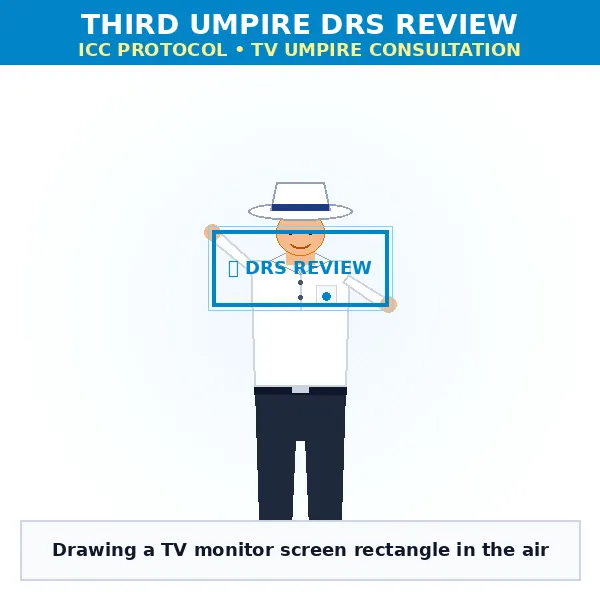 THIRD UMPIRE DRS REVIEW
ICC PROTOCOL • TV UMPIRE CONSULTATION
DRS REVIEW
Drawing a TV monitor screen rectangle in the air